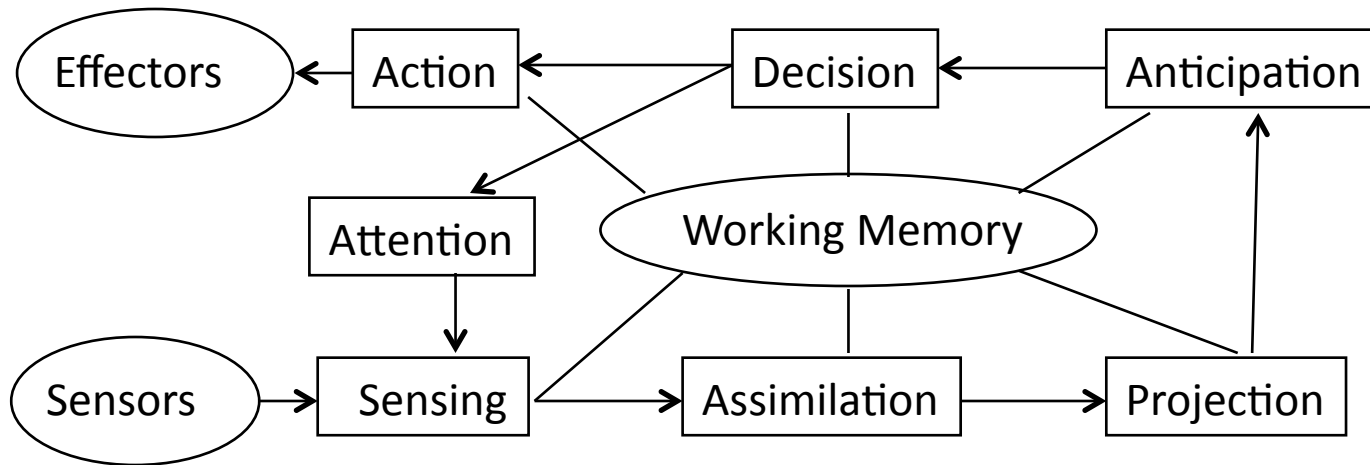 Effectors
Action
Decision
Anticipation
Attention
Working Memory
Sensors
Sensing
Assimilation
Projection